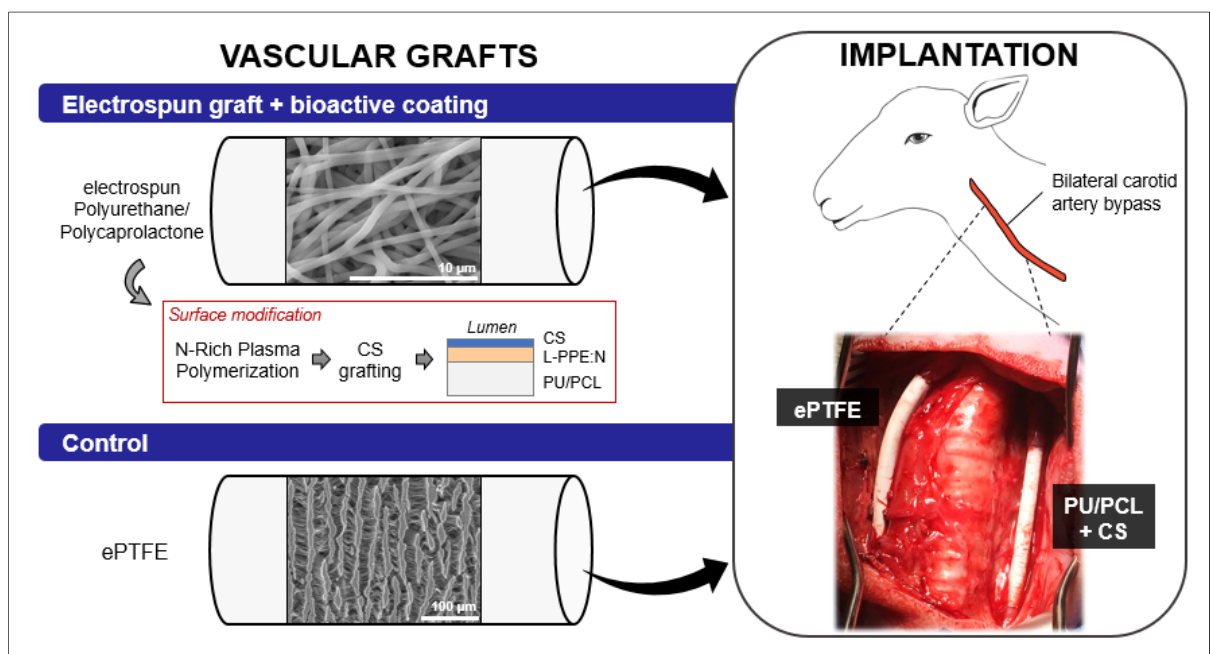 VASCULAR GRAFTS
Electrospun graft + bioactive coating
electrospun
Polyurethane/
Polycaprolactone
10 µm
Surface modification
N-Rich Plasma
Polymerization
CS
grafting
Lumen
CS
L-PPE:N
PU/PCL
Control
ePTFE
100 µm
IMPLANTATION
Bilateral carotid
artery bypass
ePTFE
PU/PCL
+ CS